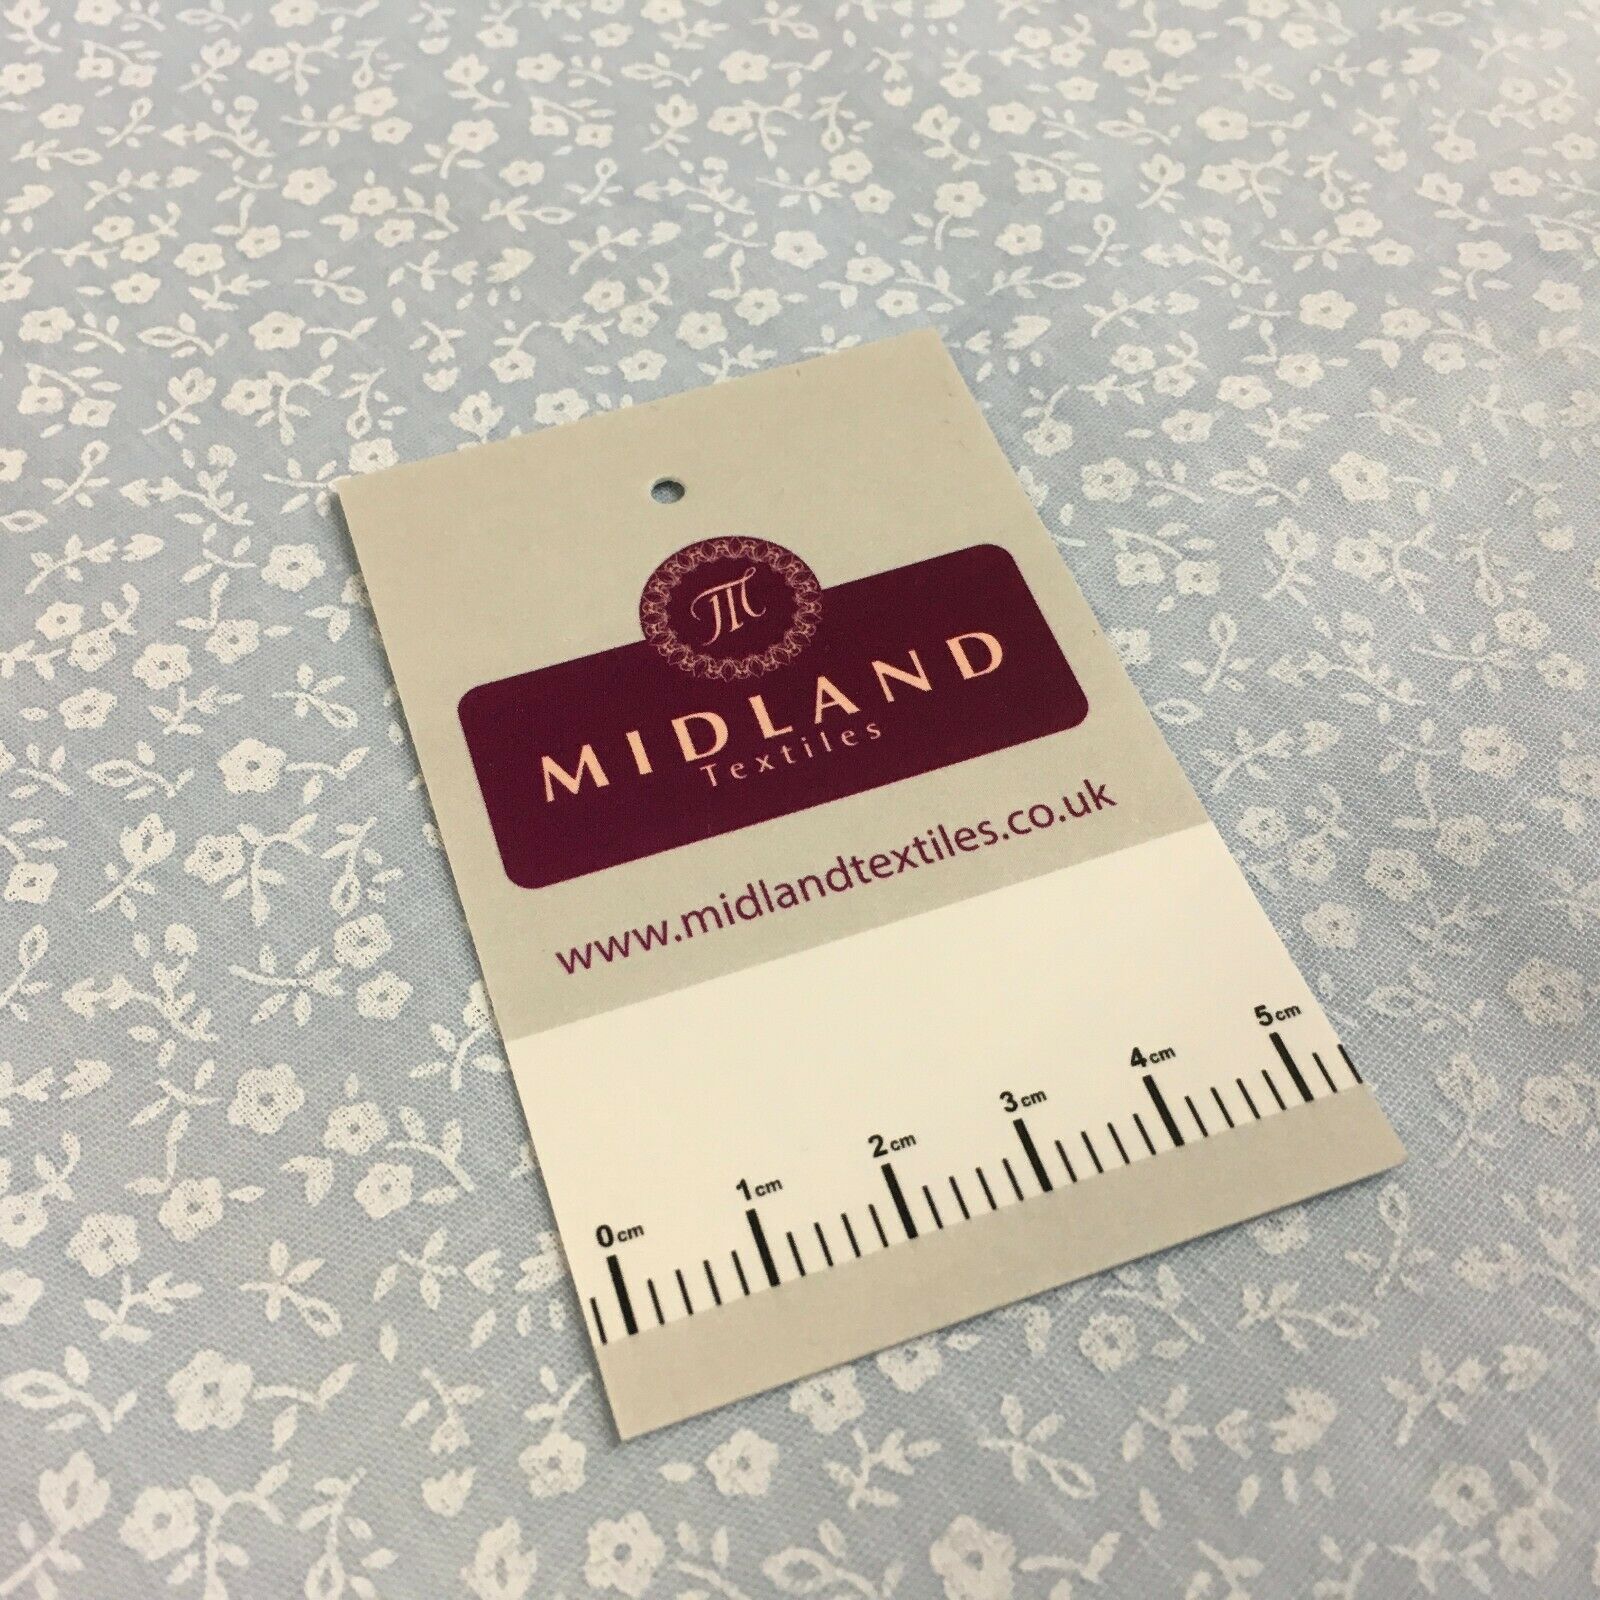 M
MIDLAND
Textiles
www.midlandtextiles.co.uk
0cm 1cm 2cm 3cm 4cm 5cm